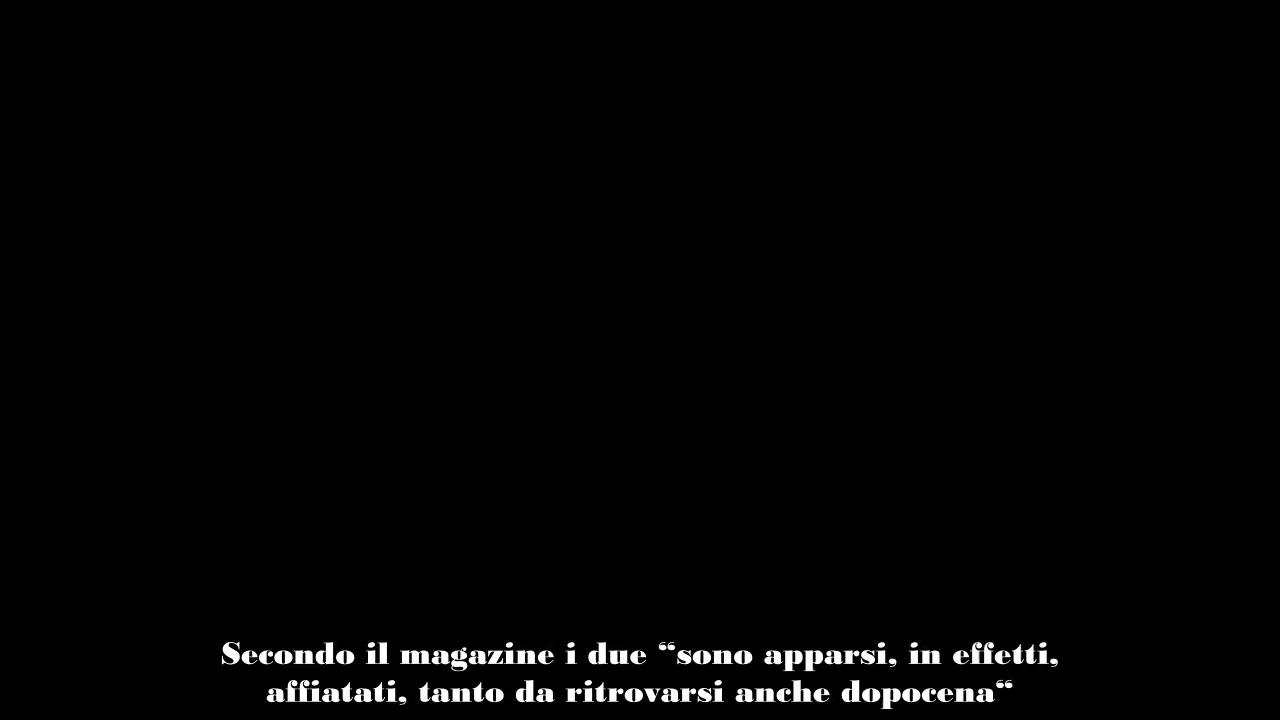 Secondo il magazine i due “sono apparsi, in effetti,
affiatati, tanto da ritrovarsi anche dopocena“